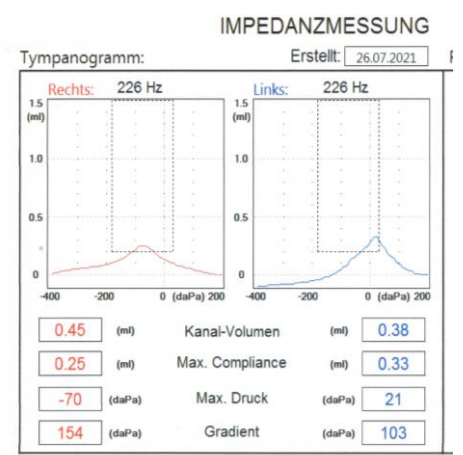 IMPEDANZMESSUNG
Tympanogramm: Erstellt: 26.07.2021
Rechts: 226 Hz Links: 226 Hz
1.5 1.5
(ml) (ml)
1.0 1.0
0.5 0.5
0 0
-400 -200 0 (daPa) 200 -400 -200 0 (daPa) 200
0.45 (ml) Kanal-Volumen (ml) 0.38
0.25 (ml) Max. Compliance (ml) 0.33
-70 (daPa) Max. Druck (daPa) 21
154 (daPa) Gradient (daPa) 103